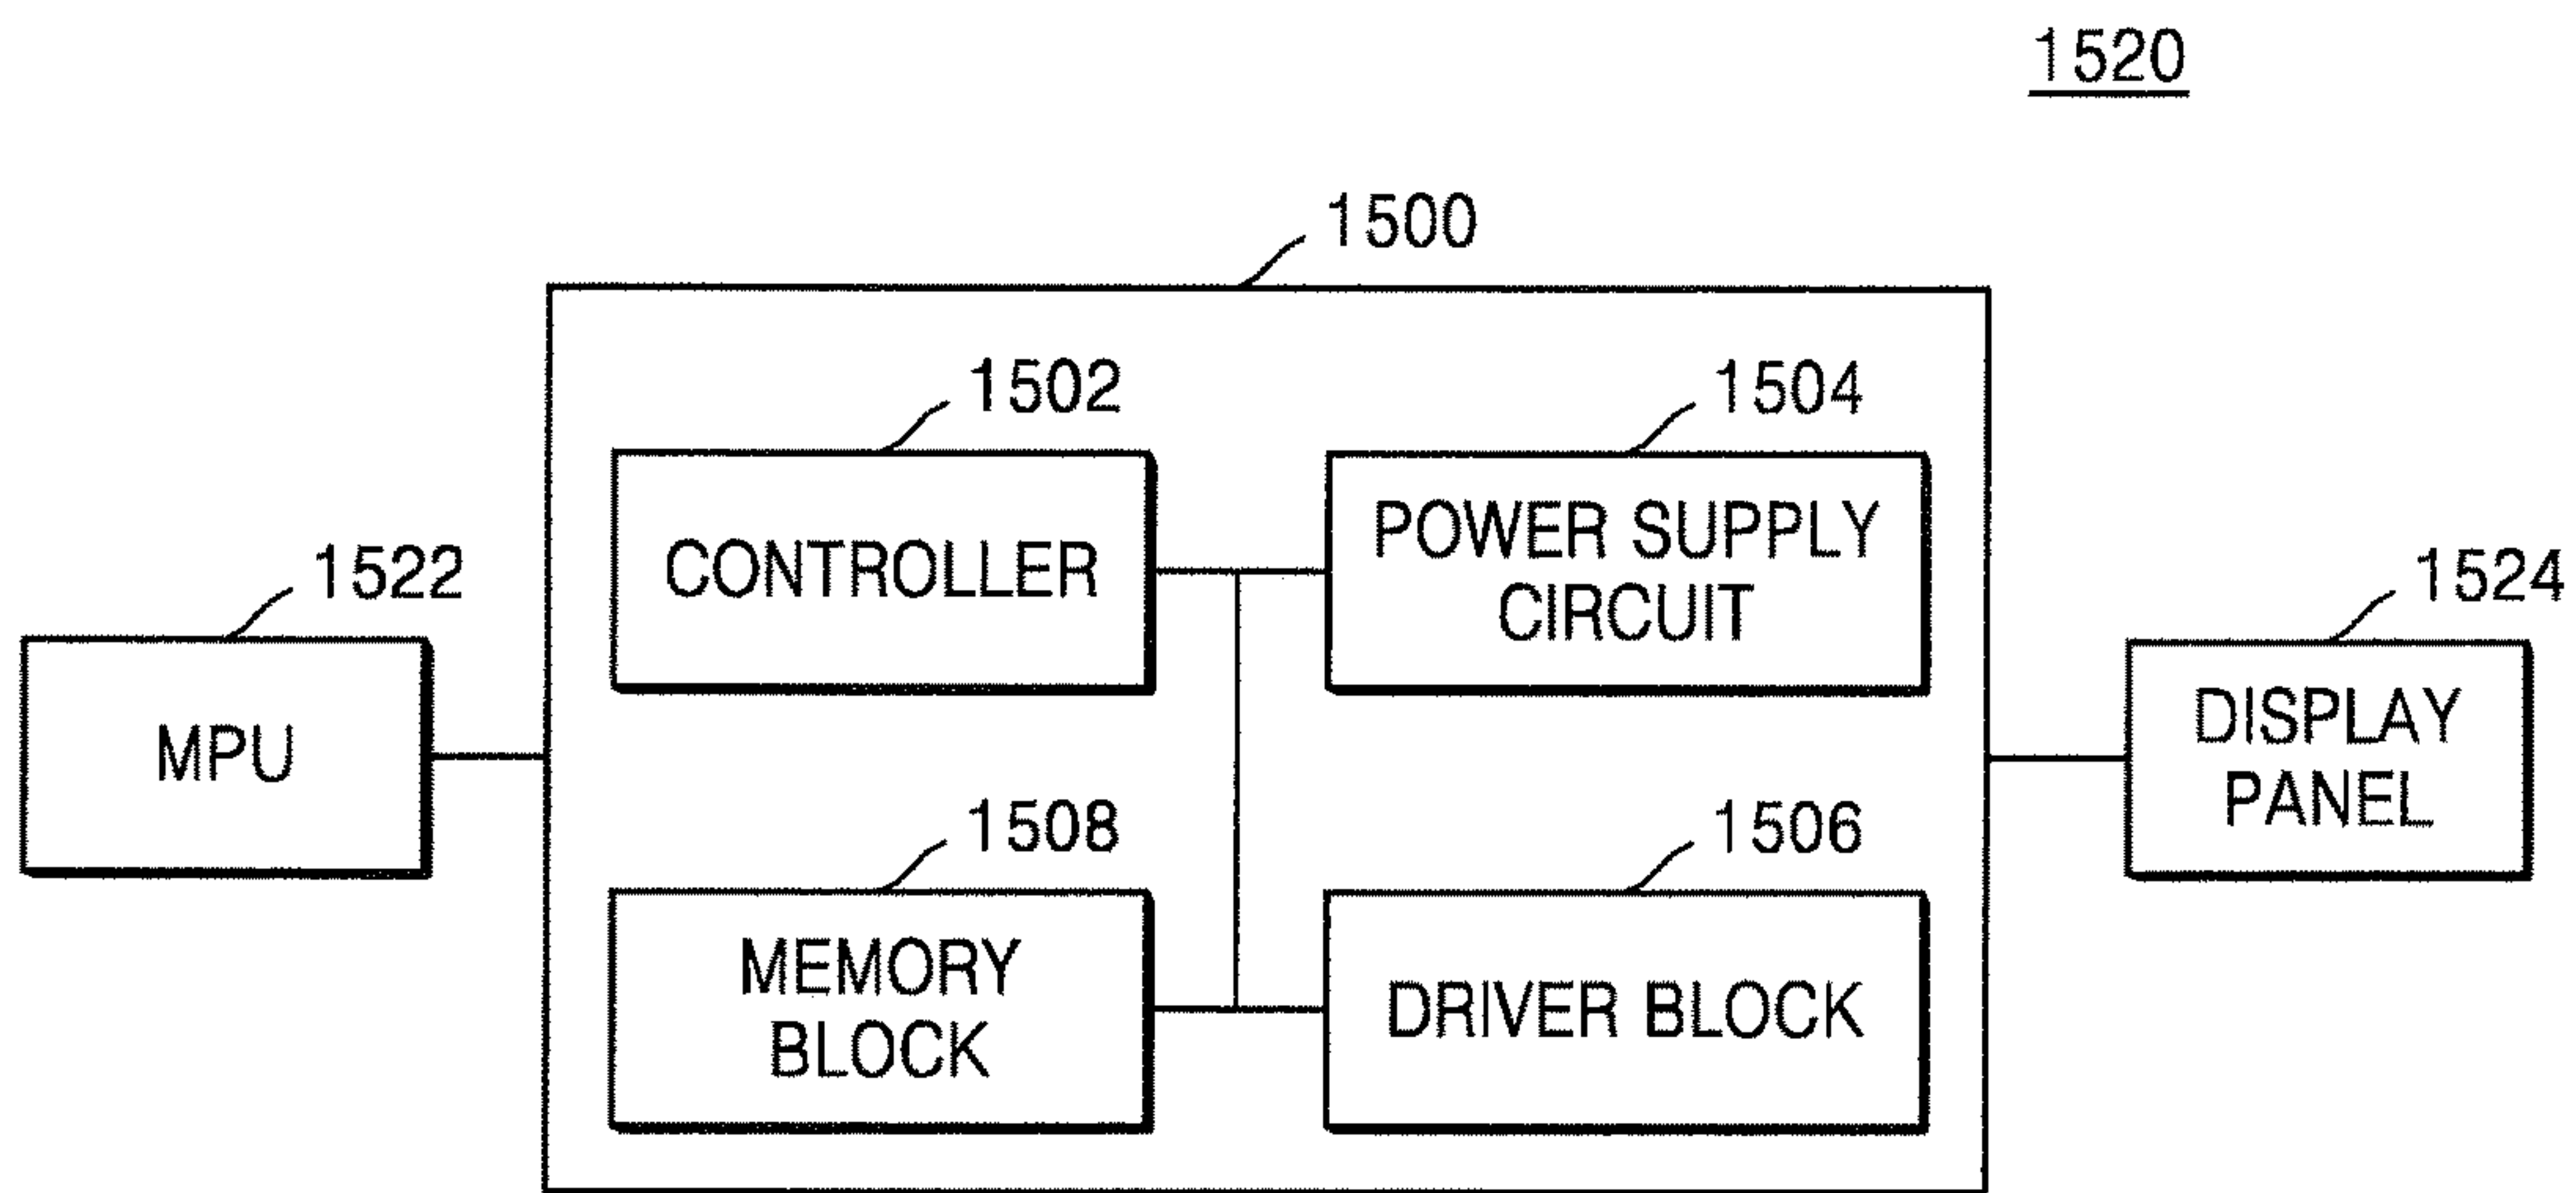 1520
1500
1502
1504
CONTROLLER
POWER SUPPLY
CIRCUIT
1522
MPU
1524
DISPLAY
PANEL
1508
1506
MEMORY
BLOCK
DRIVER BLOCK